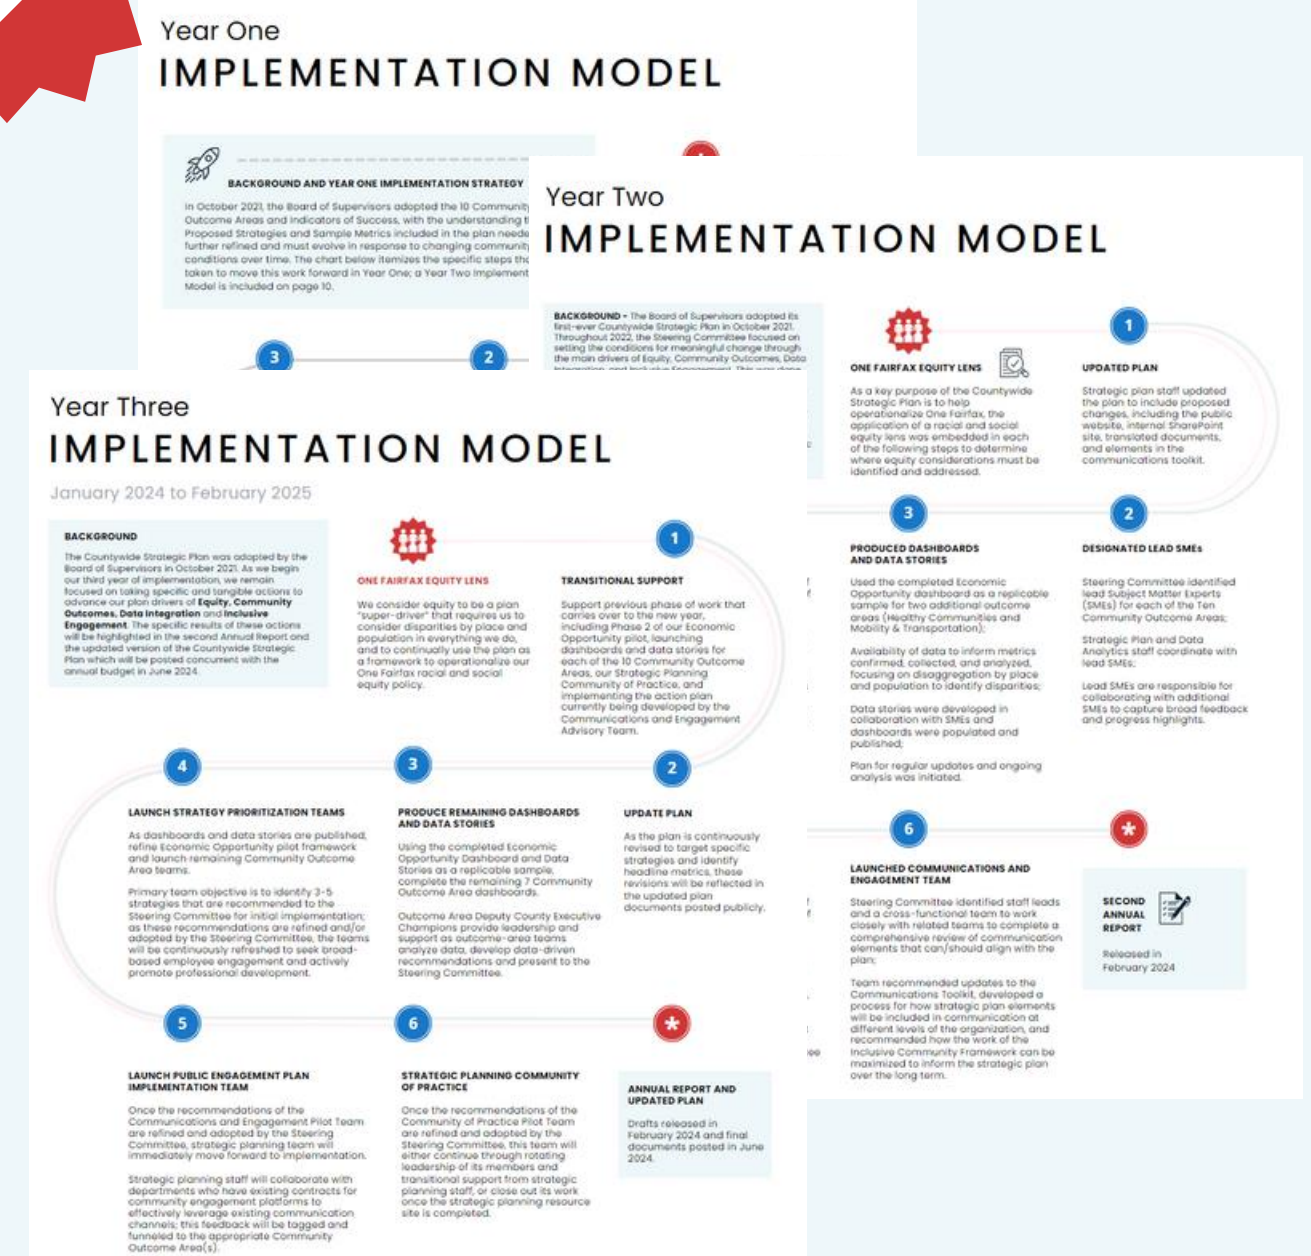 Year One
IMPLEMENTATION MODEL
BACKGROUND AND YEAR ONE IMPLEMENTATION STRATEGY
In October 2021, the Board of Supervisors adopted the 10 Community
Outcome Areas and Indicators of Success, with the understanding
Proposed Strategies and Sample Metrics included in the plan
further refined and must evolve in response to changing community
conditions over time. The chart below itemizes the specific steps
taken to move this work forward in Year One; a Year Two
Model is included on page 10.
3
2
Year Two
IMPLEMENTATION MODEL
BACKGROUND - The Board of Supervisors adopted its
first-ever Countywide Strategic Plan in October 2021.
Throughout 2022, the Steering Committee focused on
setting the conditions for meaningful change through
the main drivers of Equity, Community Outcomes, Data
Integration, and Inclusive Engagement. This was done
ONE FAIRFAX EQUITY LENS
As a key purpose of the Countywide
Strategic Plan is to help
operationalize One Fairfax, the
application of a racial and social
equity lens was embedded in each
of the following steps to determine
where equity considerations must be
identified and addressed.
1
UPDATED PLAN
Strategic plan staff updated
the plan to include proposed
changes, including the public
website, internal SharePoint
site, translated documents,
and elements in the
communications toolkit.
2
DESIGNATED LEAD SMEs
Steering Committee identified
lead Subject Matter Experts
(SMEs) for each of the Ten
Community Outcome Areas;
Strategic Plan and Data
Analytics staff coordinate with
lead SMEs;
Lead SMEs are responsible for
collaborating with additional
SMEs to capture broad feedback
and progress highlights.
3
PRODUCED DASHBOARDS
AND DATA STORIES
Used the completed Economic
Opportunity dashboard as a replicable
sample for two additional outcome
areas (Healthy Communities and
Mobility & Transportation);
Availability of data to inform metrics
confirmed, collected, and analyzed,
focusing on disaggregation by place
and population to identify disparities;
Data stories were developed in
collaboration with SMEs and
dashboards were populated and
published;
Plan for regular updates and ongoing
analysis was initiated.
6
LAUNCHED COMMUNICATIONS AND
ENGAGEMENT TEAM
Steering Committee identified staff leads
and a cross-functional team to work
closely with related teams to complete a
comprehensive review of communication
elements that can/should align with the
plan;
Team recommended updates to the
Communications Toolkit, developed a
process for how strategic plan elements
will be included in communication at
different levels of the organization, and
recommended how the work of the
Inclusive Community Framework can be
maximized to inform the strategic plan
over the long term.
*
SECOND
ANNUAL
REPORT
Released in
February 2024
Year Three
IMPLEMENTATION MODEL
January 2024 to February 2025
BACKGROUND
The Countywide Strategic Plan was adopted by the
Board of Supervisors in October 2021. As we begin
our third year of implementation, we remain
focused on taking specific and tangible actions to
advance our plan drivers of Equity, Community
Outcomes, Data Integration and Inclusive
Engagement. The specific results of these actions
will be highlighted in the second Annual Report and
the updated version of the Countywide Strategic
Plan which will be posted concurrent with the
annual budget in June 2024.
ONE FAIRFAX EQUITY LENS
We consider equity to be a plan
"super-driver" that requires us to
consider disparities by place and
population in everything we do,
and to continually use the plan as
a framework to operationalize our
One Fairfax racial and social
equity policy.
1
TRANSITIONAL SUPPORT
Support previous phase of work that
carries over to the new year,
including Phase 2 of our Economic
Opportunity pilot, launching
dashboards and data stories for
each of the 10 Community Outcome
Areas, our Strategic Planning
Community of Practice, and
implementing the action plan
currently being developed by the
Communications and Engagement
Advisory Team.
2
UPDATE PLAN
As the plan is continuously
revised to target specific
strategies and identify
headline metrics, these
revisions will be reflected in
the updated plan
documents posted publicly.
3
PRODUCE REMAINING DASHBOARDS
AND DATA STORIES
Using the completed Economic
Opportunity Dashboard and Data
Stories as a replicable sample,
complete the remaining 7 Community
Outcome Area dashboards.
Outcome Area Deputy County Executive
Champions provide leadership and
support as outcome-area teams
analyze data, develop data-driven
recommendations and present to the
Steering Committee.
4
LAUNCH STRATEGY PRIORITIZATION TEAMS
As dashboards and data stories are published,
refine Economic Opportunity pilot framework
and launch remaining Community Outcome
Area teams.
Primary team objective is to identify 3-5
strategies that are recommended to the
Steering Committee for initial implementation;
as these recommendations are refined and/or
adopted by the Steering Committee, the teams
will be continuously refreshed to seek broad-
based employee engagement and actively
promote professional development.
5
LAUNCH PUBLIC ENGAGEMENT PLAN
IMPLEMENTATION TEAM
Once the recommendations of the
Communications and Engagement Pilot Team
are refined and adopted by the Steering
Committee, strategic planning team will
immediately move forward to implementation.
Strategic planning staff will collaborate with
departments who have existing contracts for
community engagement platforms to
effectively leverage existing communication
channels; this feedback will be tagged and
funneled to the appropriate Community
Outcome Area(s).
6
STRATEGIC PLANNING COMMUNITY
OF PRACTICE
Once the recommendations of the
Community of Practice Pilot Team
are refined and adopted by the
Steering Committee, this team will
either continue through rotating
leadership of its members and
transitional support from strategic
planning staff, or close out its work
once the strategic planning resource
site is completed.
*
ANNUAL REPORT AND
UPDATED PLAN
Drafts released in
February 2024 and final
documents posted in June
2024.